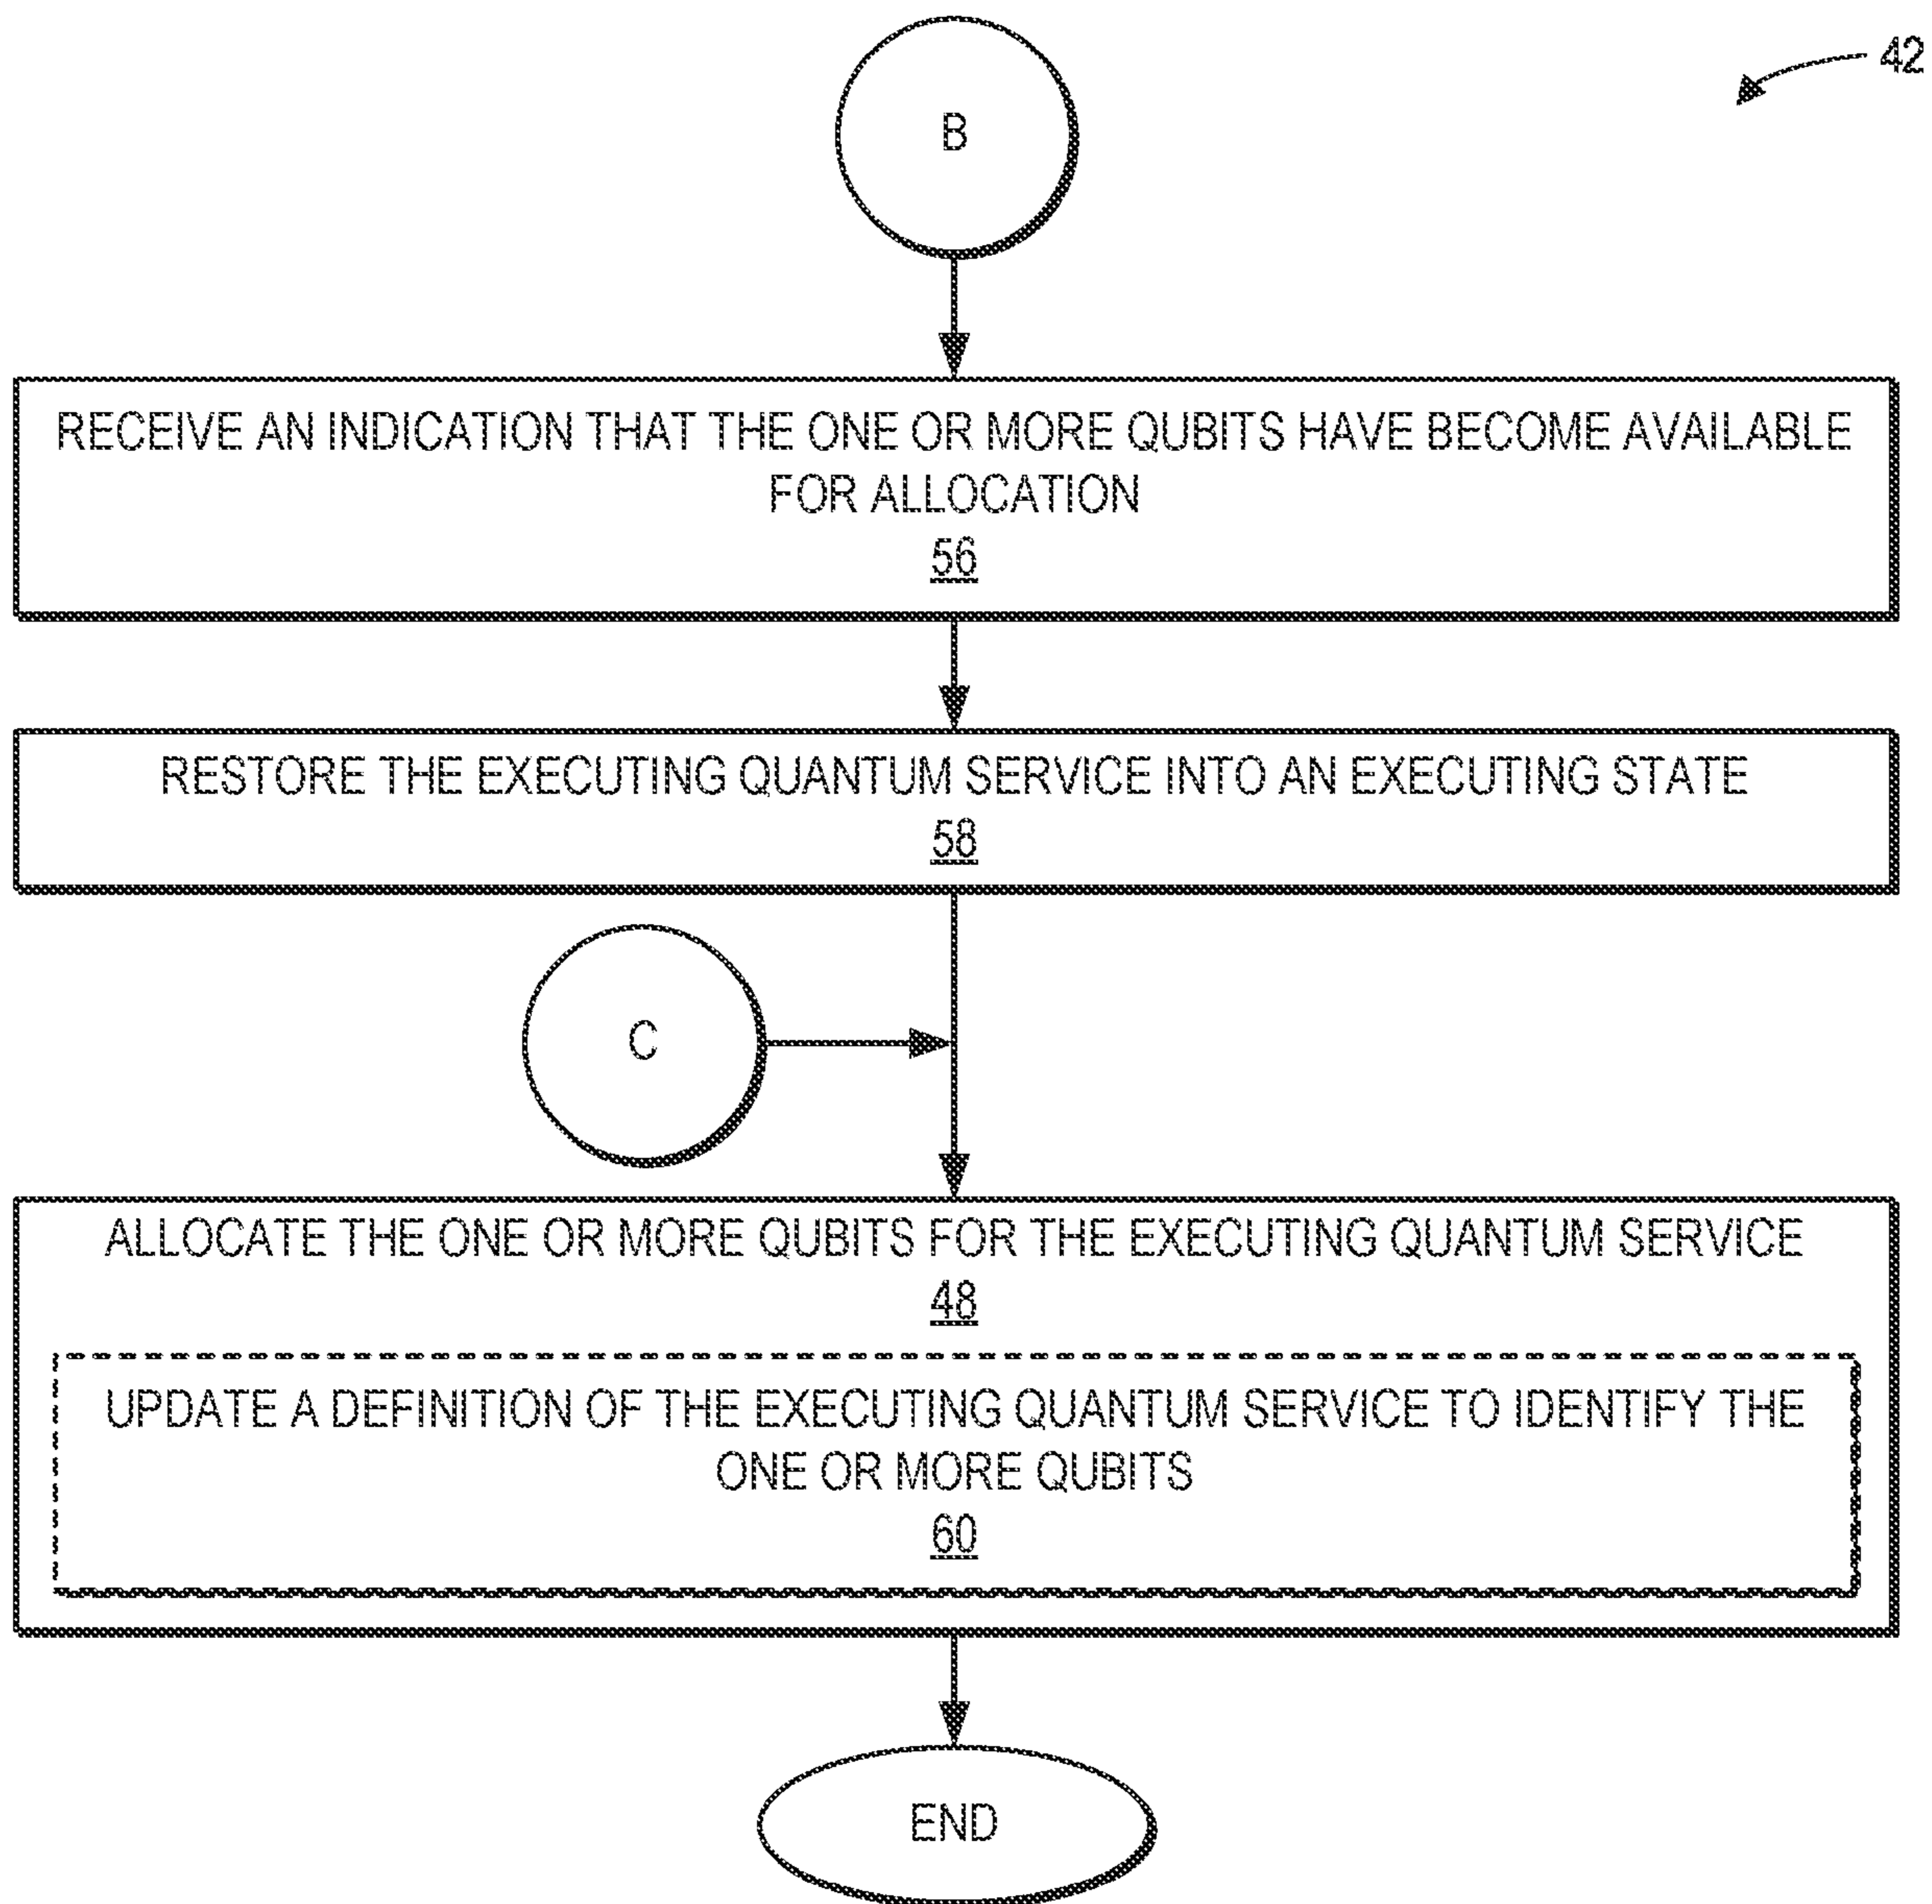 42
B
RECEIVE AN INDICATION THAT THE ONE OR MORE QUBITS HAVE BECOME AVAILABLE
FOR ALLOCATION
56
RESTORE THE EXECUTING QUANTUM SERVICE INTO AN EXECUTING STATE
58
C
ALLOCATE THE ONE OR MORE QUBITS FOR THE EXECUTING QUANTUM SERVICE
48
UPDATE A DEFINITION OF THE EXECUTING QUANTUM SERVICE TO IDENTIFY THE
ONE OR MORE QUBITS
60
END